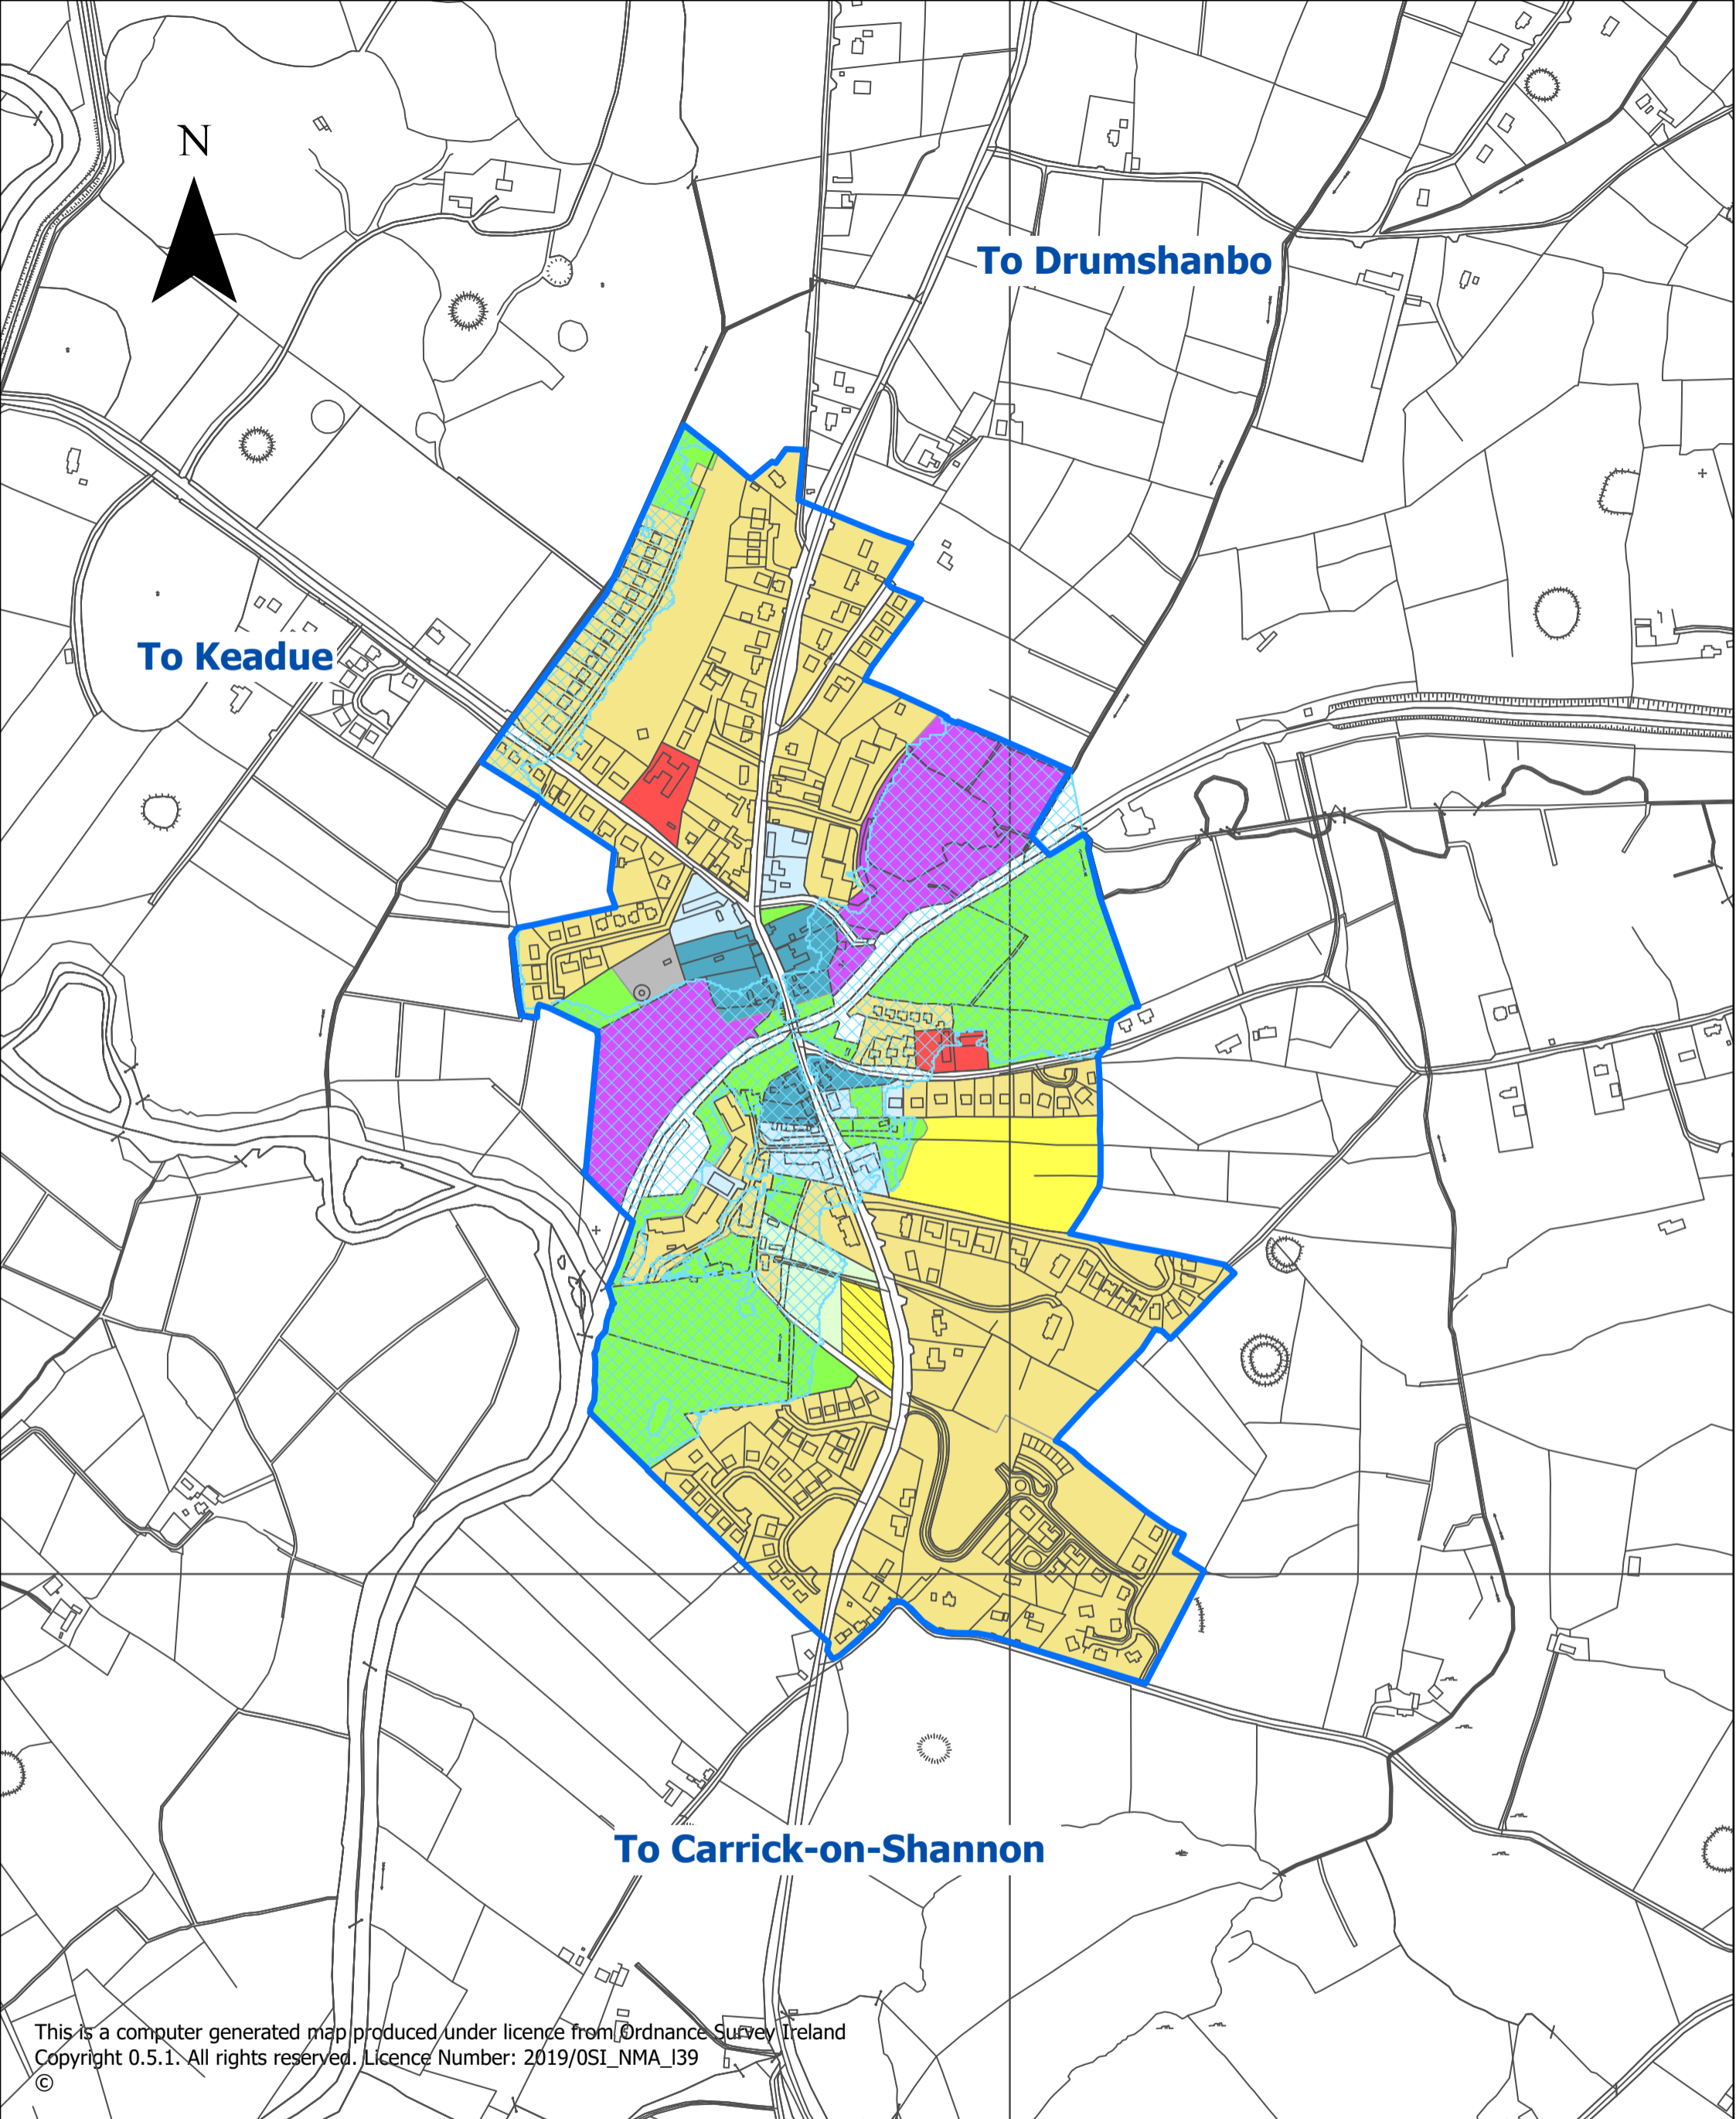 N
To Drumshanbo
To Keadue
To Carrick-on-Shannon
This is a computer generated map produced under licence from Ordnance Survey Ireland
Copyright 0.5.1. All rights reserved. Licence Number: 2019/0SI_NMA_l39
©